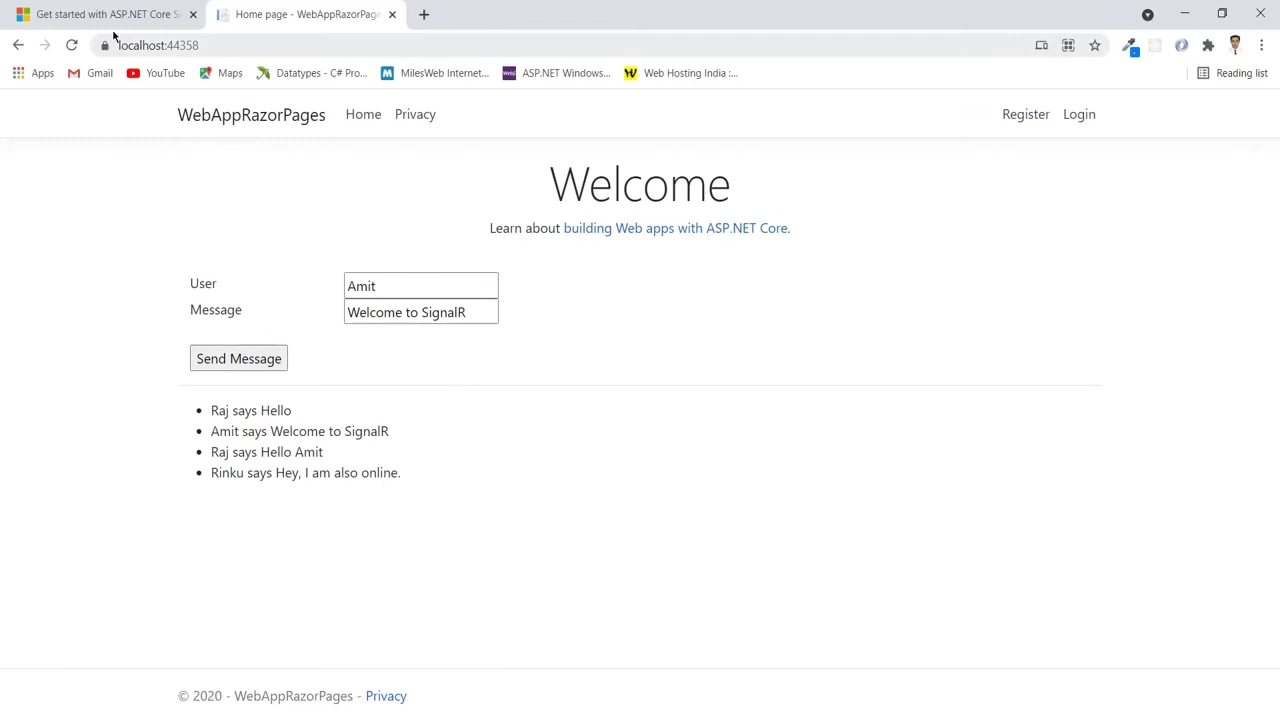 Get started with ASP.NET Core S
Home page - WebAppRazorPage
localhost:44358
Apps
Gmail
YouTube
Maps
Datatypes - C# Pro...
MilesWeb Internet...
ASP.NET Windows...
Web Hosting India :...
Reading list
WebAppRazorPages
Home
Privacy
Register
Login
Welcome
Learn about building Web apps with ASP.NET Core.
User
Amit
Message
Welcome to SignalR
Send Message
Raj says Hello
Amit says Welcome to SignalR
Raj says Hello Amit
Rinku says Hey, I am also online.
© 2020 - WebAppRazorPages - Privacy